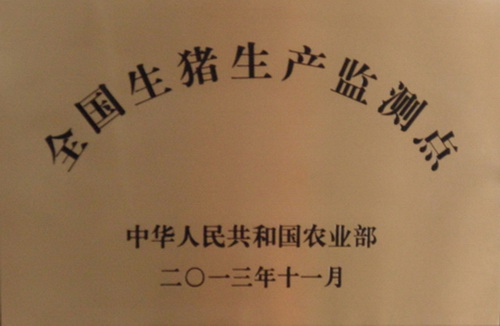 全国生猪生产监测点
中华人民共和国农业部
二〇一三年十一月